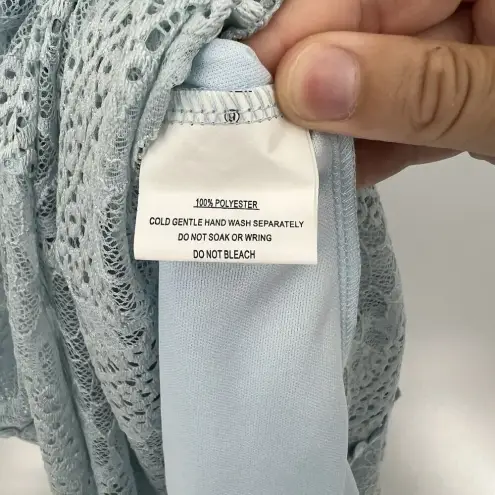 100% POLYESTER
COLD GENTLE HAND WASH SEPARATELY
DO NOT SOAK OR WRING
DO NOT BLEACH